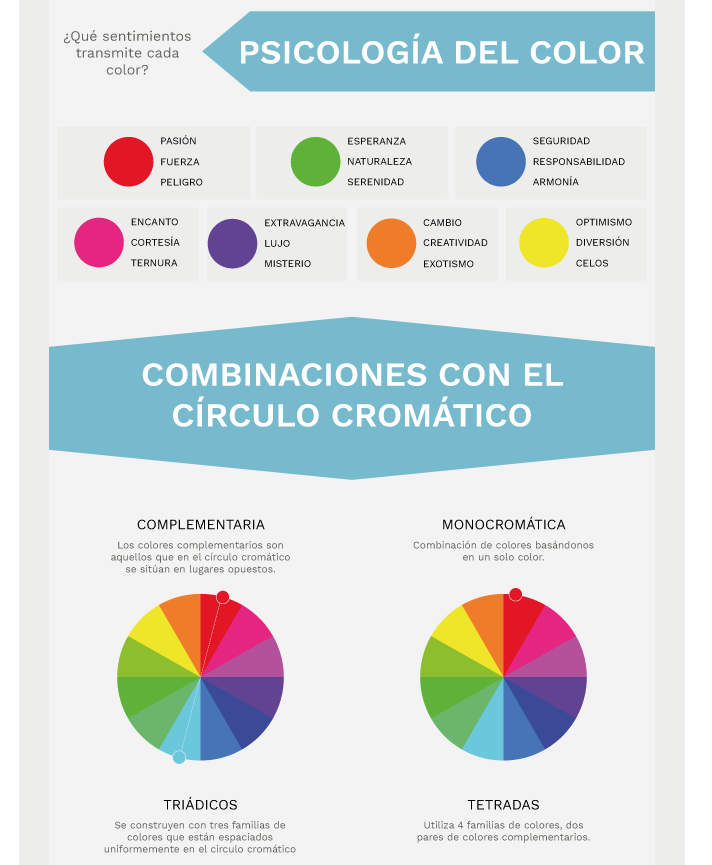 ¿Qué sentimientos
transmite cada
color?
PSICOLOGÍA DEL COLOR
PASIÓN
FUERZA
PELIGRO
ESPERANZA
NATURALEZA
SERENIDAD
SEGURIDAD
RESPONSABILIDAD
ARMONÍA
ENCANTO
CORTESÍA
TERNURA
EXTRAVAGANCIA
LUJO
MISTERIO
CAMBIO
CREATIVIDAD
EXOTISMO
OPTIMISMO
DIVERSIÓN
CELOS
COMBINACIONES CON EL
CÍRCULO CROMÁTICO
COMPLEMENTARIA
Los colores complementarios son
aquellos que en el círculo cromático
se sitúan en lugares opuestos.
MONOCROMÁTICA
Combinación de colores basándonos
en un solo color.
TRIÁDICOS
Se construyen con tres familias de
colores que están espaciados
uniformemente en el circulo cromático
TETRADAS
Utiliza 4 familias de colores, dos
pares de colores complementarios.